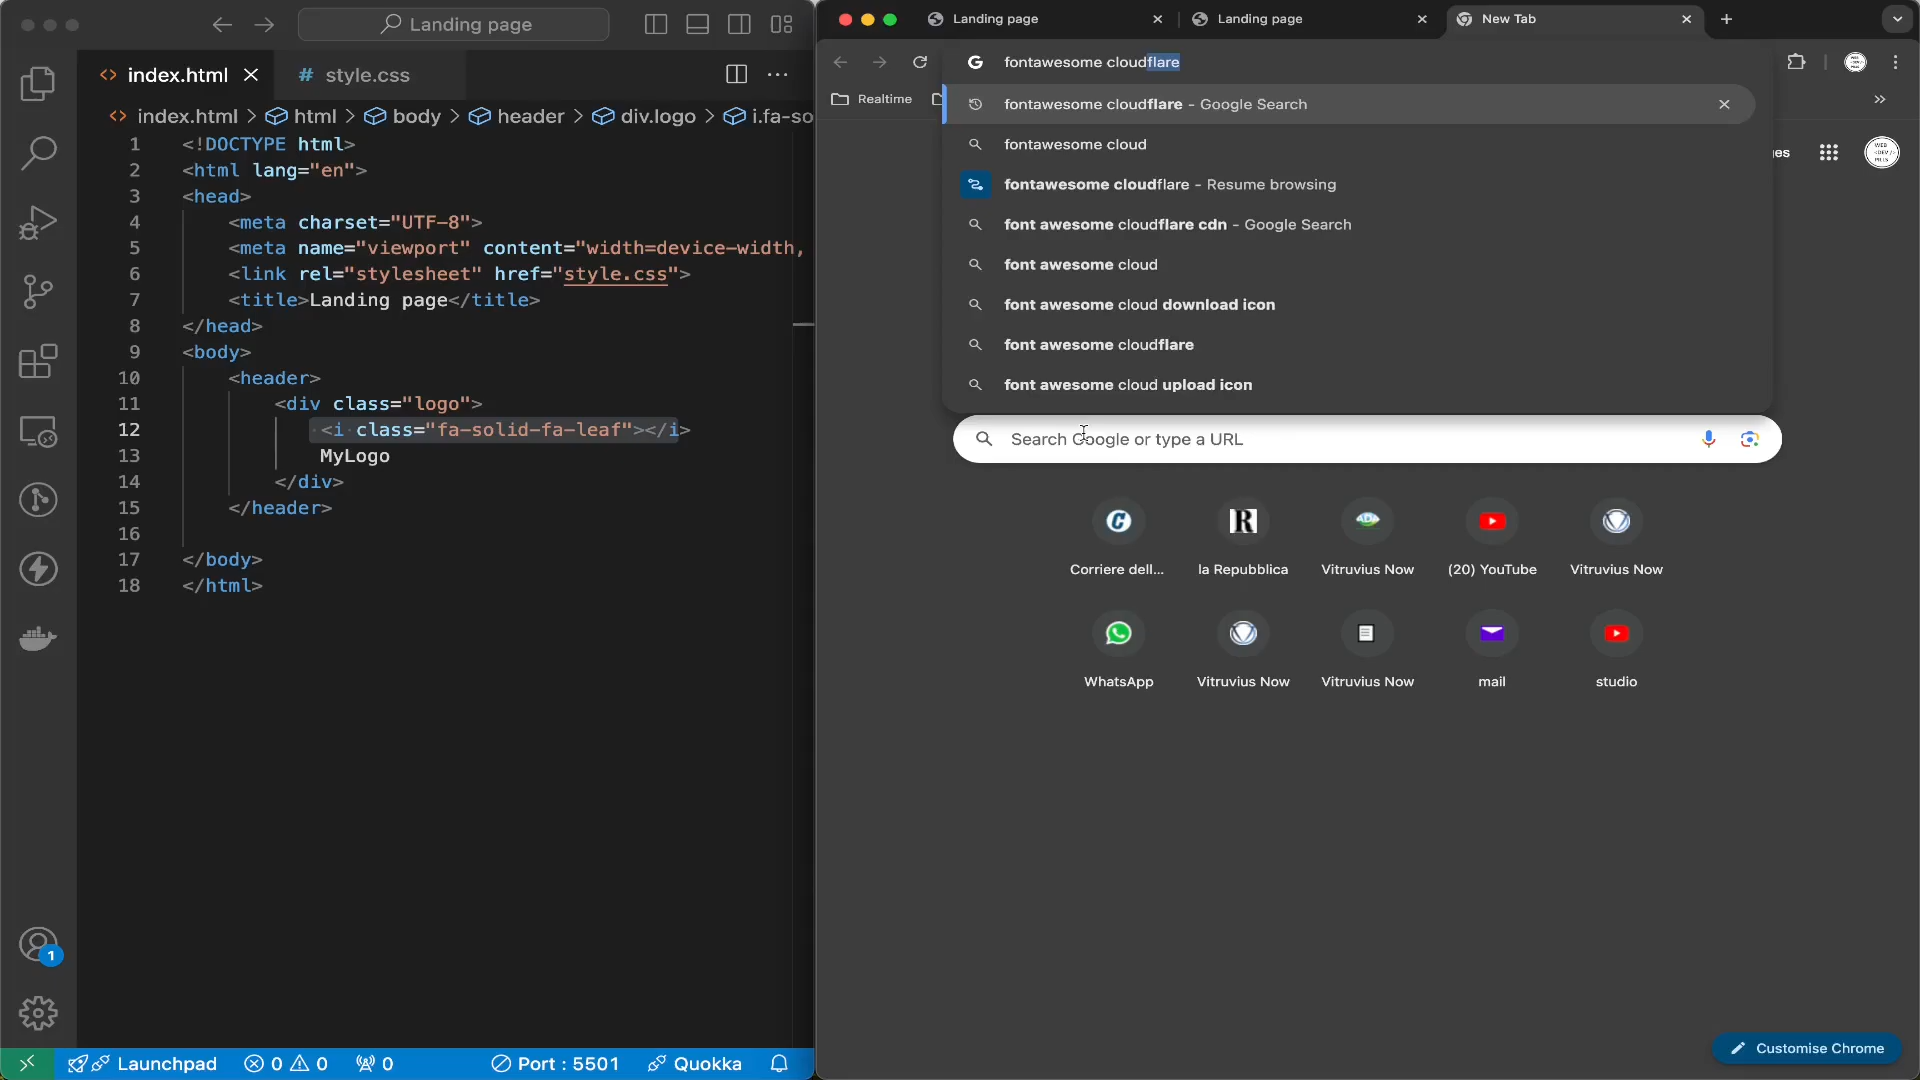 Landing page
index.html
style.css
index.html > html > body > header > div.logo > i.fa-so
1 <!DOCTYPE html>
2 <html lang="en">
3 <head>
4 <meta charset="UTF-8">
5 <meta name="viewport" content="width=device-width,
6 <link rel="stylesheet" href="style.css">
7 <title>Landing page</title>
8 </head>
9 <body>
10 <header>
11 <div class="logo">
12 <i class="fa-solid-fa-leaf"></i>
13 MyLogo
14 </div>
15 </header>
16
17 </body>
18 </html>
1
Launchpad 0 0 0 Port : 5501 Quokka
Landing page
Landing page
New Tab
fontawesome cloudflare
Realtime
fontawesome cloudflare - Google Search
fontawesome cloud
fontawesome cloudflare - Resume browsing
font awesome cloudflare cdn - Google Search
font awesome cloud
font awesome cloud download icon
font awesome cloudflare
font awesome cloud upload icon
Search Google or type a URL
Corriere dell...
la Repubblica
Vitruvius Now
(20) YouTube
Vitruvius Now
WhatsApp
Vitruvius Now
Vitruvius Now
mail
studio
Customise Chrome